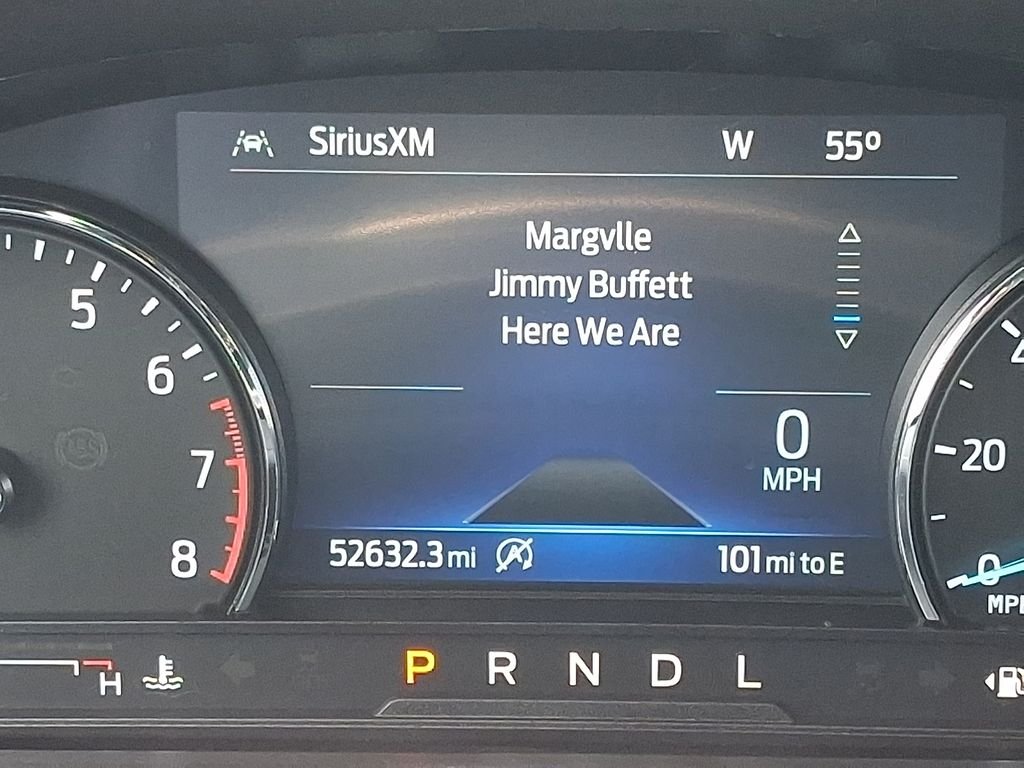 SiriusXM W 55º
Margvlle
Jimmy Buffett
Here We Are
5
6
7
8
0
MPH
20
0
MPH
52632.3 mi A 101 mi to E
H P R N D L